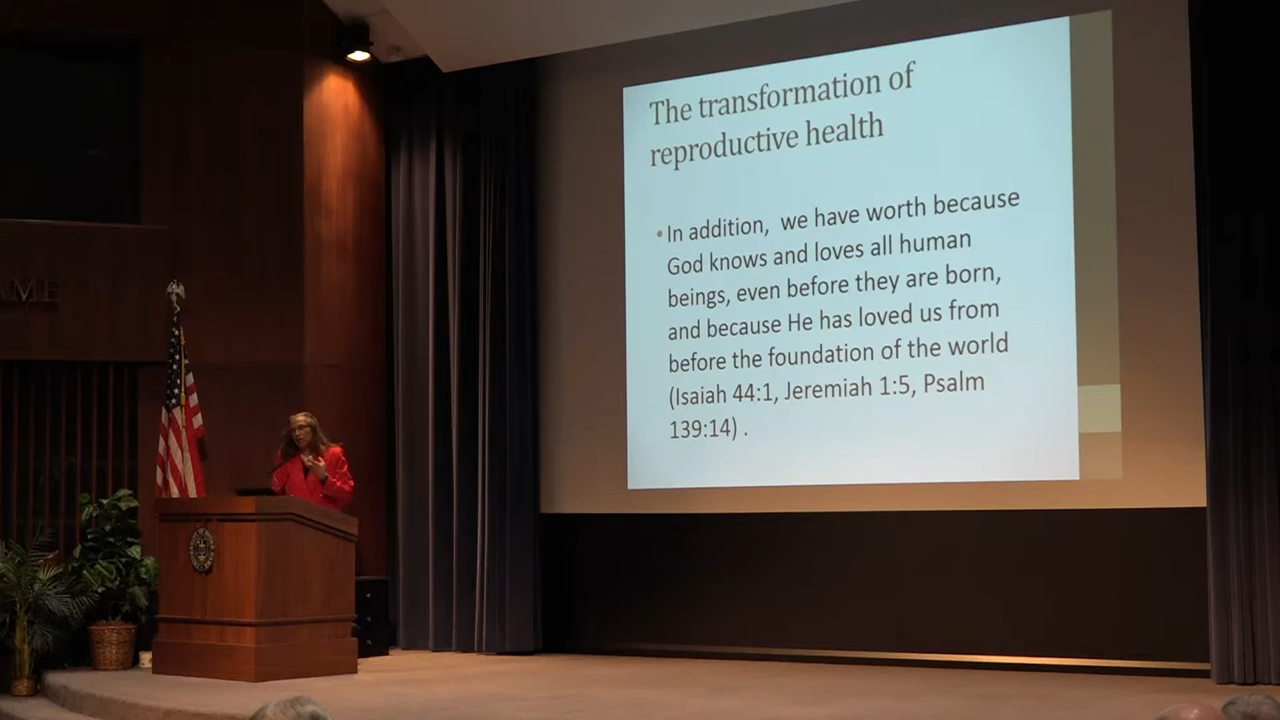 The transformation of
reproductive health
• In addition, we have worth because
God knows and loves all human
beings, even before they are born,
and because He has loved us from
before the foundation of the world
(Isaiah 44:1, Jeremiah 1:5, Psalm
139:14) .
AME